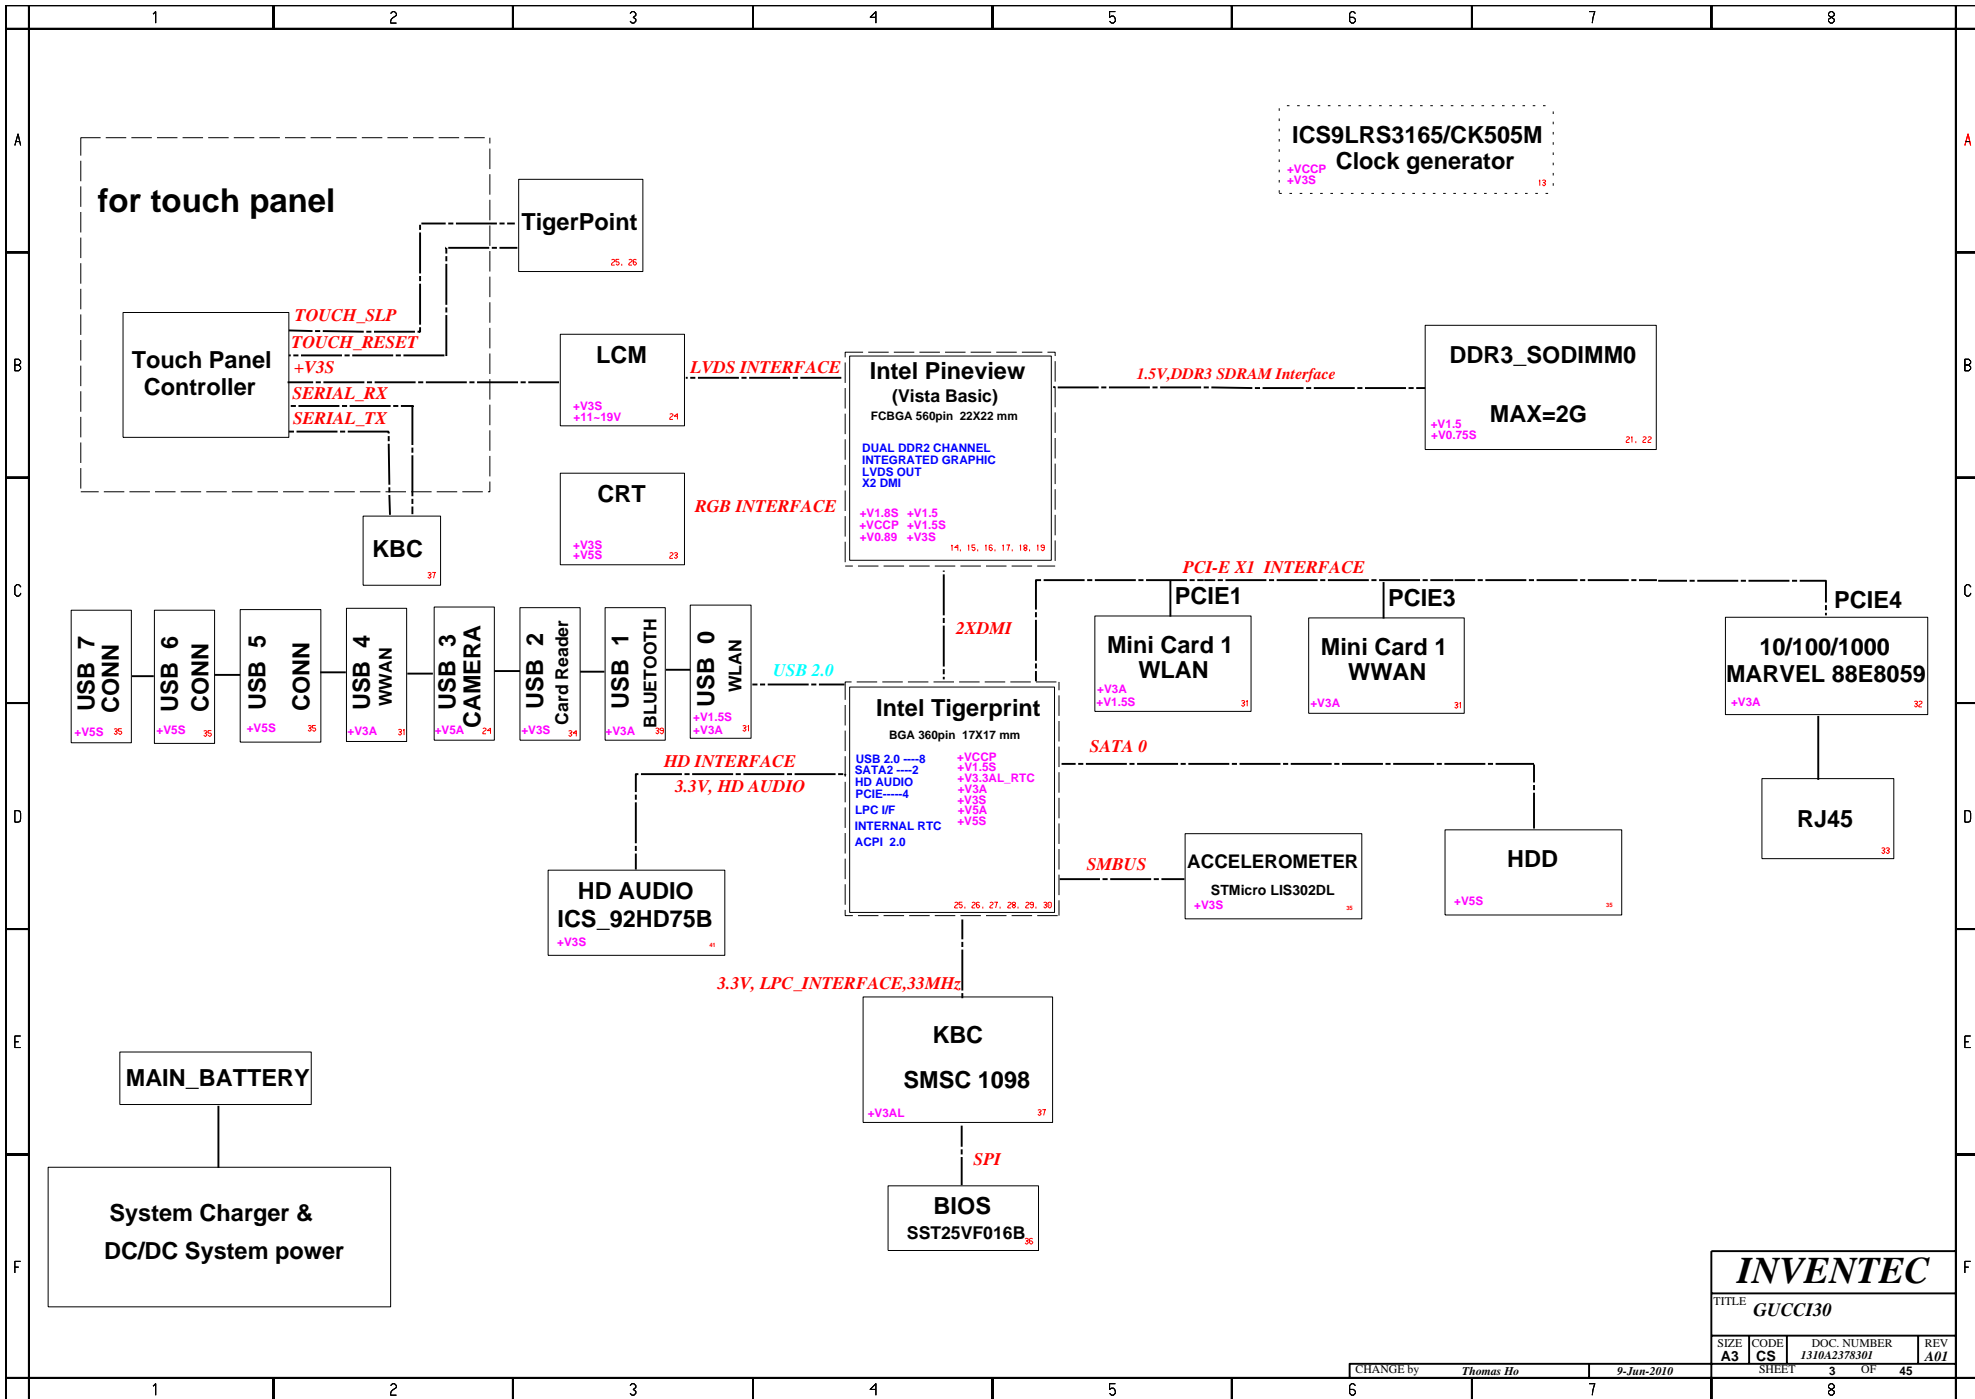 1 2 3 4 5 6 7 8
A
A
B
B
C
C
D
D
E
E
F
F
for touch panel
TigerPoint
25, 26
ICS9LRS3165/CK505M
Clock generator
+VCCP
+V3S
13
Touch Panel
Controller
TOUCH_SLP
TOUCH_RESET
+V3S
SERIAL_RX
SERIAL_TX
KBC
37
LCM
+V3S
+11~19V
24
LVDS INTERFACE
CRT
+V3S
+V5S
23
RGB INTERFACE
Intel Pineview
(Vista Basic)
FCBGA 560pin 22X22 mm
DUAL DDR2 CHANNEL
INTEGRATED GRAPHIC
LVDS OUT
X2 DMI
+V1.8S +V1.5
+VCCP +V1.5S
+V0.89 +V3S
14, 15, 16, 17, 18, 19
1.5V,DDR3 SDRAM Interface
DDR3_SODIMM0
MAX=2G
+V1.5
+V0.75S
21, 22
2XDMI
PCI-E X1 INTERFACE
PCIE1
PCIE3
PCIE4
Mini Card 1
WLAN
+V3A
+V1.5S
31
Mini Card 1
WWAN
+V3A
31
10/100/1000
MARVEL 88E8059
+V3A
32
RJ45
33
USB 7
CONN
+V5S 35
USB 6
CONN
+V5S 35
USB 5
CONN
+V5S 35
USB 4
WWAN
+V3A 31
USB 3
CAMERA
+V5A 24
USB 2
Card Reader
+V3S 34
USB 1
BLUETOOTH
+V3A 39
USB 0
WLAN
+V1.5S
+V3A 31
USB 2.0
Intel Tigerprint
BGA 360pin 17X17 mm
USB 2.0 ----8
SATA2 ----2
HD AUDIO
PCIE-----4
LPC I/F
INTERNAL RTC
ACPI 2.0
+VCCP
+V1.5S
+V3.3AL_RTC
+V3A
+V3S
+V5A
+V5S
25, 26, 27, 28, 29, 30
HD INTERFACE
3.3V, HD AUDIO
HD AUDIO
ICS_92HD75B
+V3S
41
SATA 0
HDD
+V5S
SMBUS
ACCELEROMETER
STMicro LIS302DL
+V3S
3.3V, LPC_INTERFACE,33MHz
KBC
SMSC 1098
+V3AL
37
SPI
BIOS
SST25VF016B
36
MAIN_BATTERY
System Charger &
DC/DC System power
INVENTEC
TITLE
GUCCI30
SIZE CODE DOC. NUMBER REV
A3 CS 1310A2378301 A01
CHANGE by Thomas Ho 9-Jun-2010 SHEET 3 OF 45
1 2 3 4 5 6 7 8